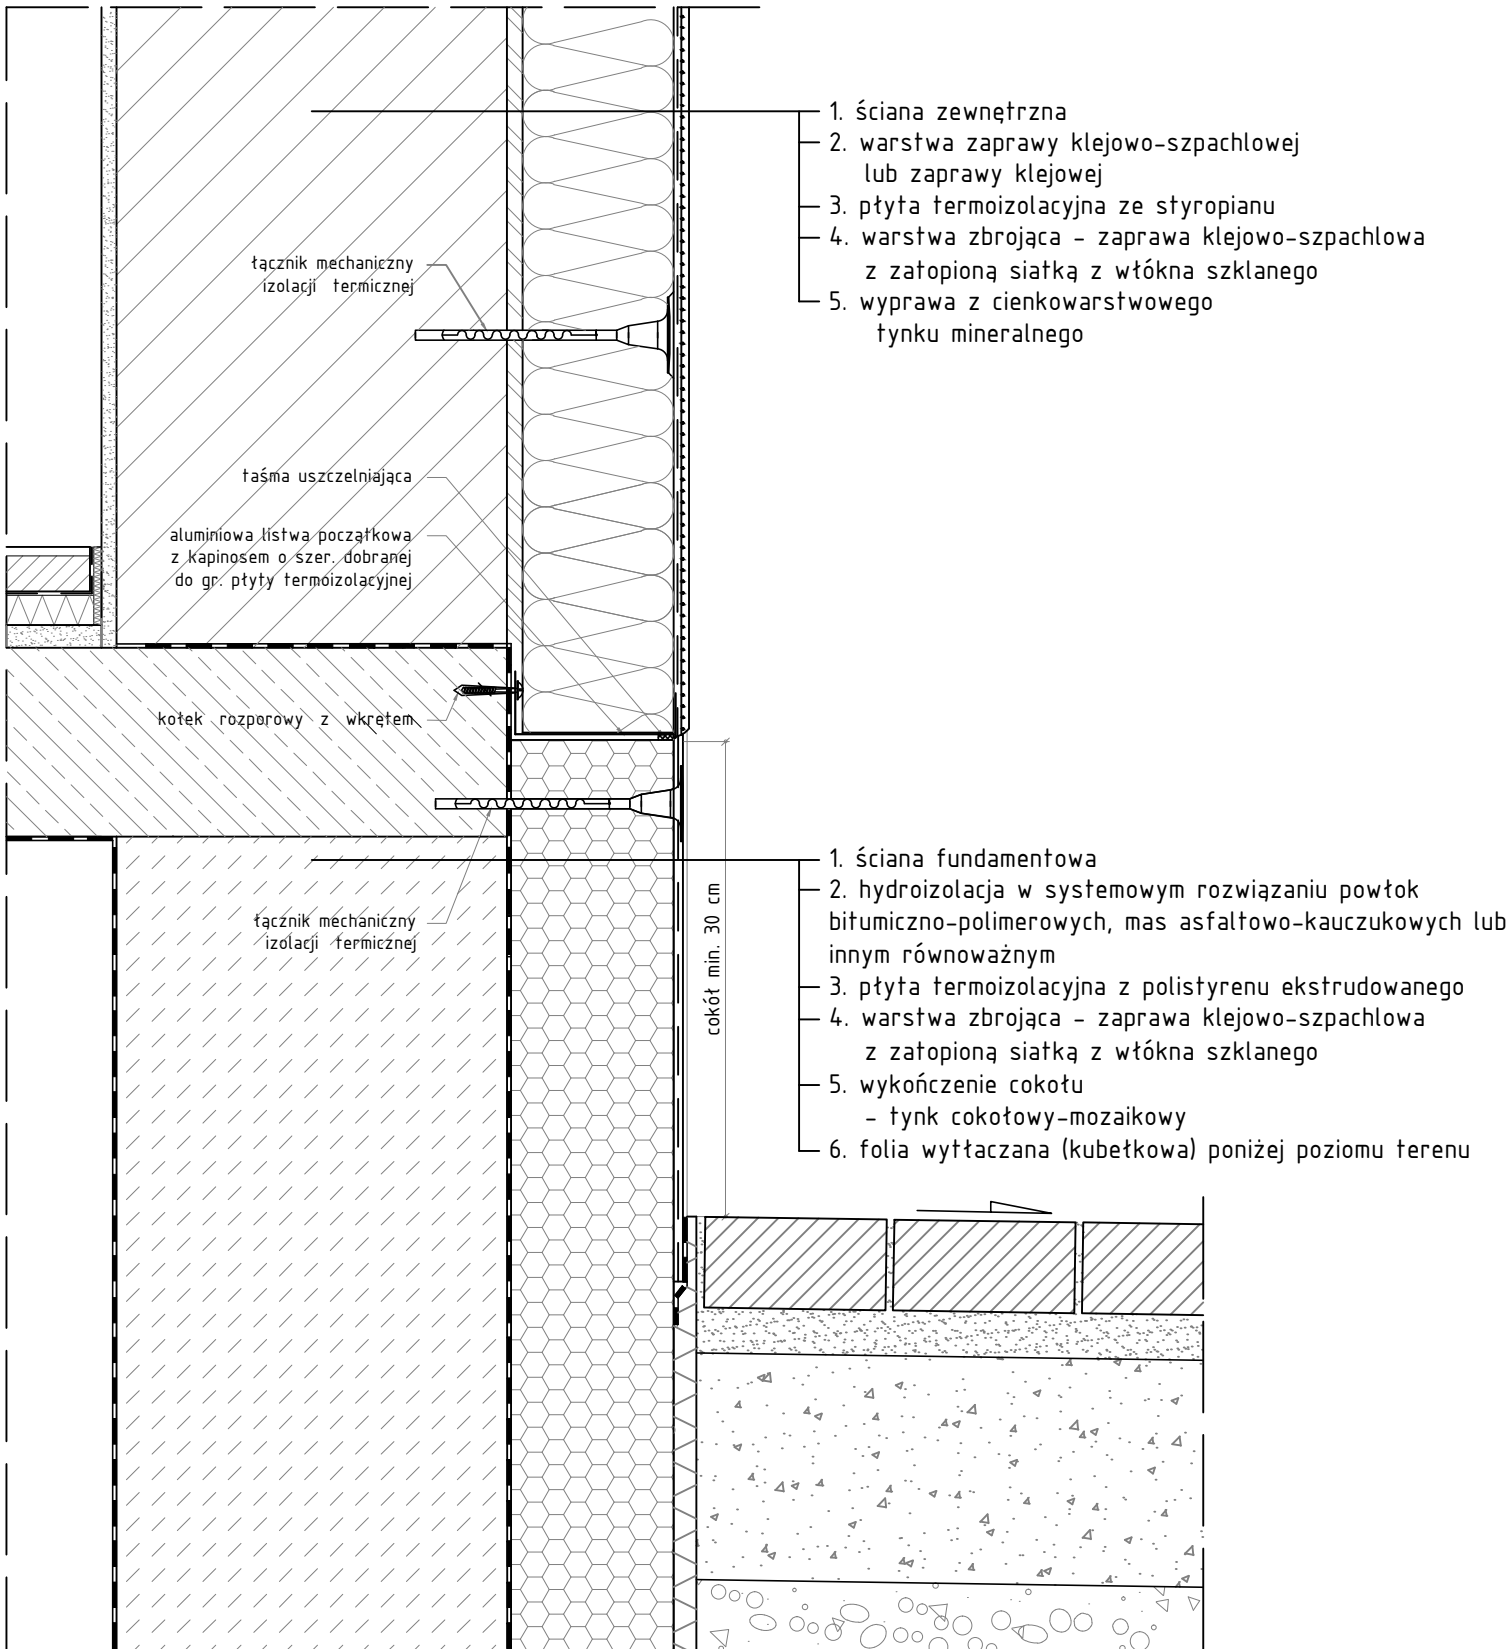 1. ściana zewnętrzna
2. warstwa zaprawy klejowo-szpachlowej
lub zaprawy klejowej
3. płyta termoizolacyjna ze styropianu
4. warstwa zbrojąca - zaprawa klejowo-szpachlowa
z zatopioną siatką z włókna szklanego
5. wyprawa z cienkowarstwowego
tynku mineralnego
łącznik mechaniczny
izolacji termicznej
taśma uszczelniająca
aluminiowa listwa początkowa
z kapinosem o szer. dobranej
do gr. płyty termoizolacyjnej
kołek rozporowy z wkrętem
łącznik mechaniczny
izolacji termicznej
cokół min. 30 cm
1. ściana fundamentowa
2. hydroizolacja w systemowym rozwiązaniu powłok
bitumiczno-polimerowych, mas asfaltowo-kauczukowych lub
innym równoważnym
3. płyta termoizolacyjna z polistyrenu ekstrudowanego
4. warstwa zbrojąca - zaprawa klejowo-szpachlowa
z zatopioną siatką z włókna szklanego
5. wykończenie cokołu
- tynk cokołowy-mozaikowy
6. folia wytłaczana (kubełkowa) poniżej poziomu terenu